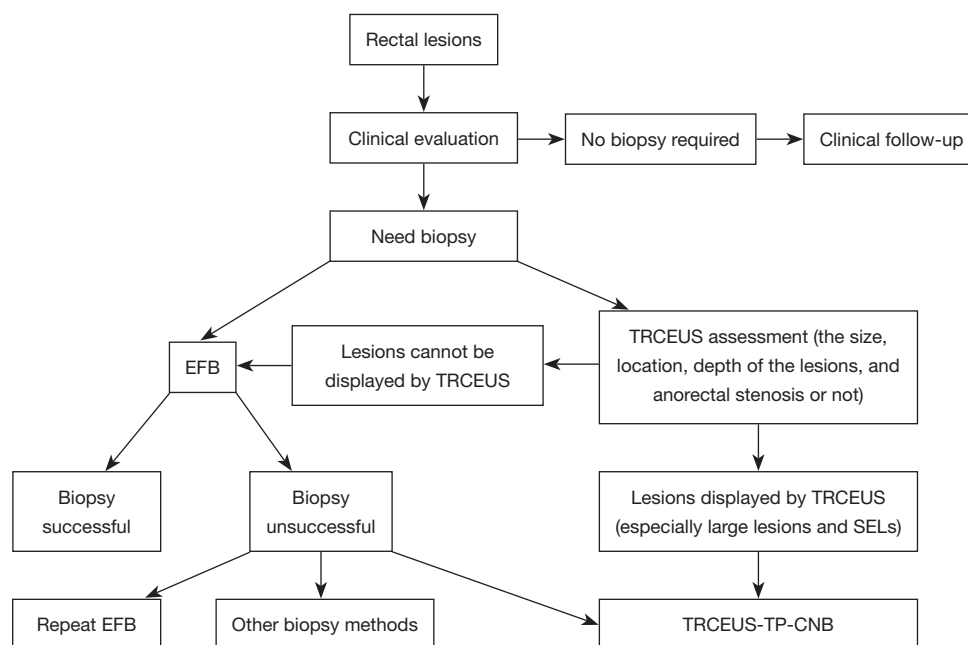 Rectal lesions
Clinical evaluation
No biopsy required
Clinical follow-up
Need biopsy
EFB
Lesions cannot be
displayed by TRCEUS
TRCEUS assessment (the size,
location, depth of the lesions, and
anorectal stenosis or not)
Biopsy
successful
Biopsy
unsuccessful
Lesions displayed by TRCEUS
(especially large lesions and SELs)
Repeat EFB
Other biopsy methods
TRCEUS-TP-CNB